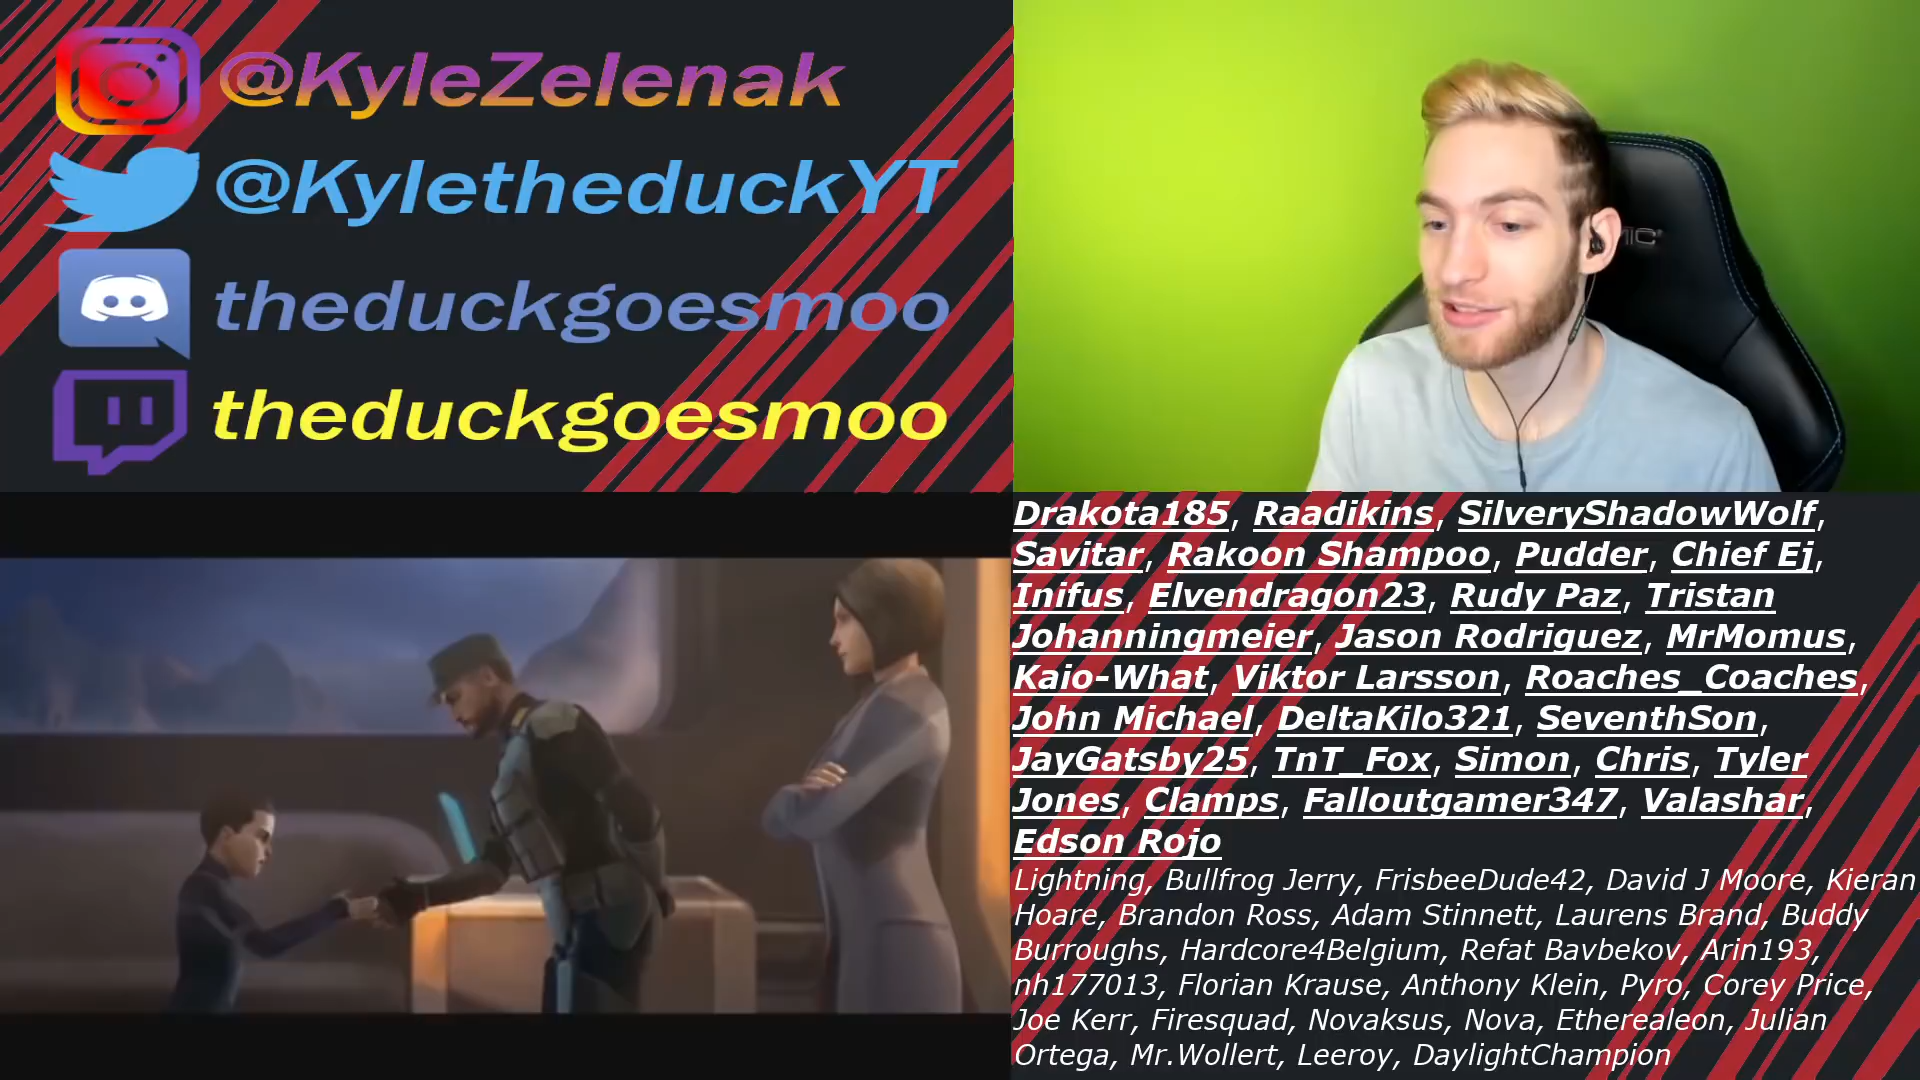 @KyleZelenak
@KyletheduckYT
theduckgoesmoo
theduckgoesmoo
Drakota185, Raadikins, SilveryShadowWolf,
Savitar, Rakoon Shampoo, Pudder, Chief Ej,
Inifus, Elvendragon23, Rudy Paz, Tristan
Johanningmeier, Jason Rodriguez, MrMomus,
Kaio-What, Viktor Larsson, Roaches_Coaches,
John Michael, DeltaKilo321, SeventhSon,
JayGatsby25, TnT_Fox, Simon, Chris, Tyler
Jones, Clamps, Falloutgamer347, Valashar,
Edson Rojo
Lightning, Bullfrog Jerry, FrisbeeDude42, David J Moore, Kieran
Hoare, Brandon Ross, Adam Stinnett, Laurens Brand, Buddy
Burroughs, Hardcore4Belgium, Refat Bavbekov, Arin193,
nh177013, Florian Krause, Anthony Klein, Pyro, Corey Price,
Joe Kerr, Firesquad, Novaksus, Nova, Etherealeon, Julian
Ortega, Mr.Wollert, Leeroy, DaylightChampion